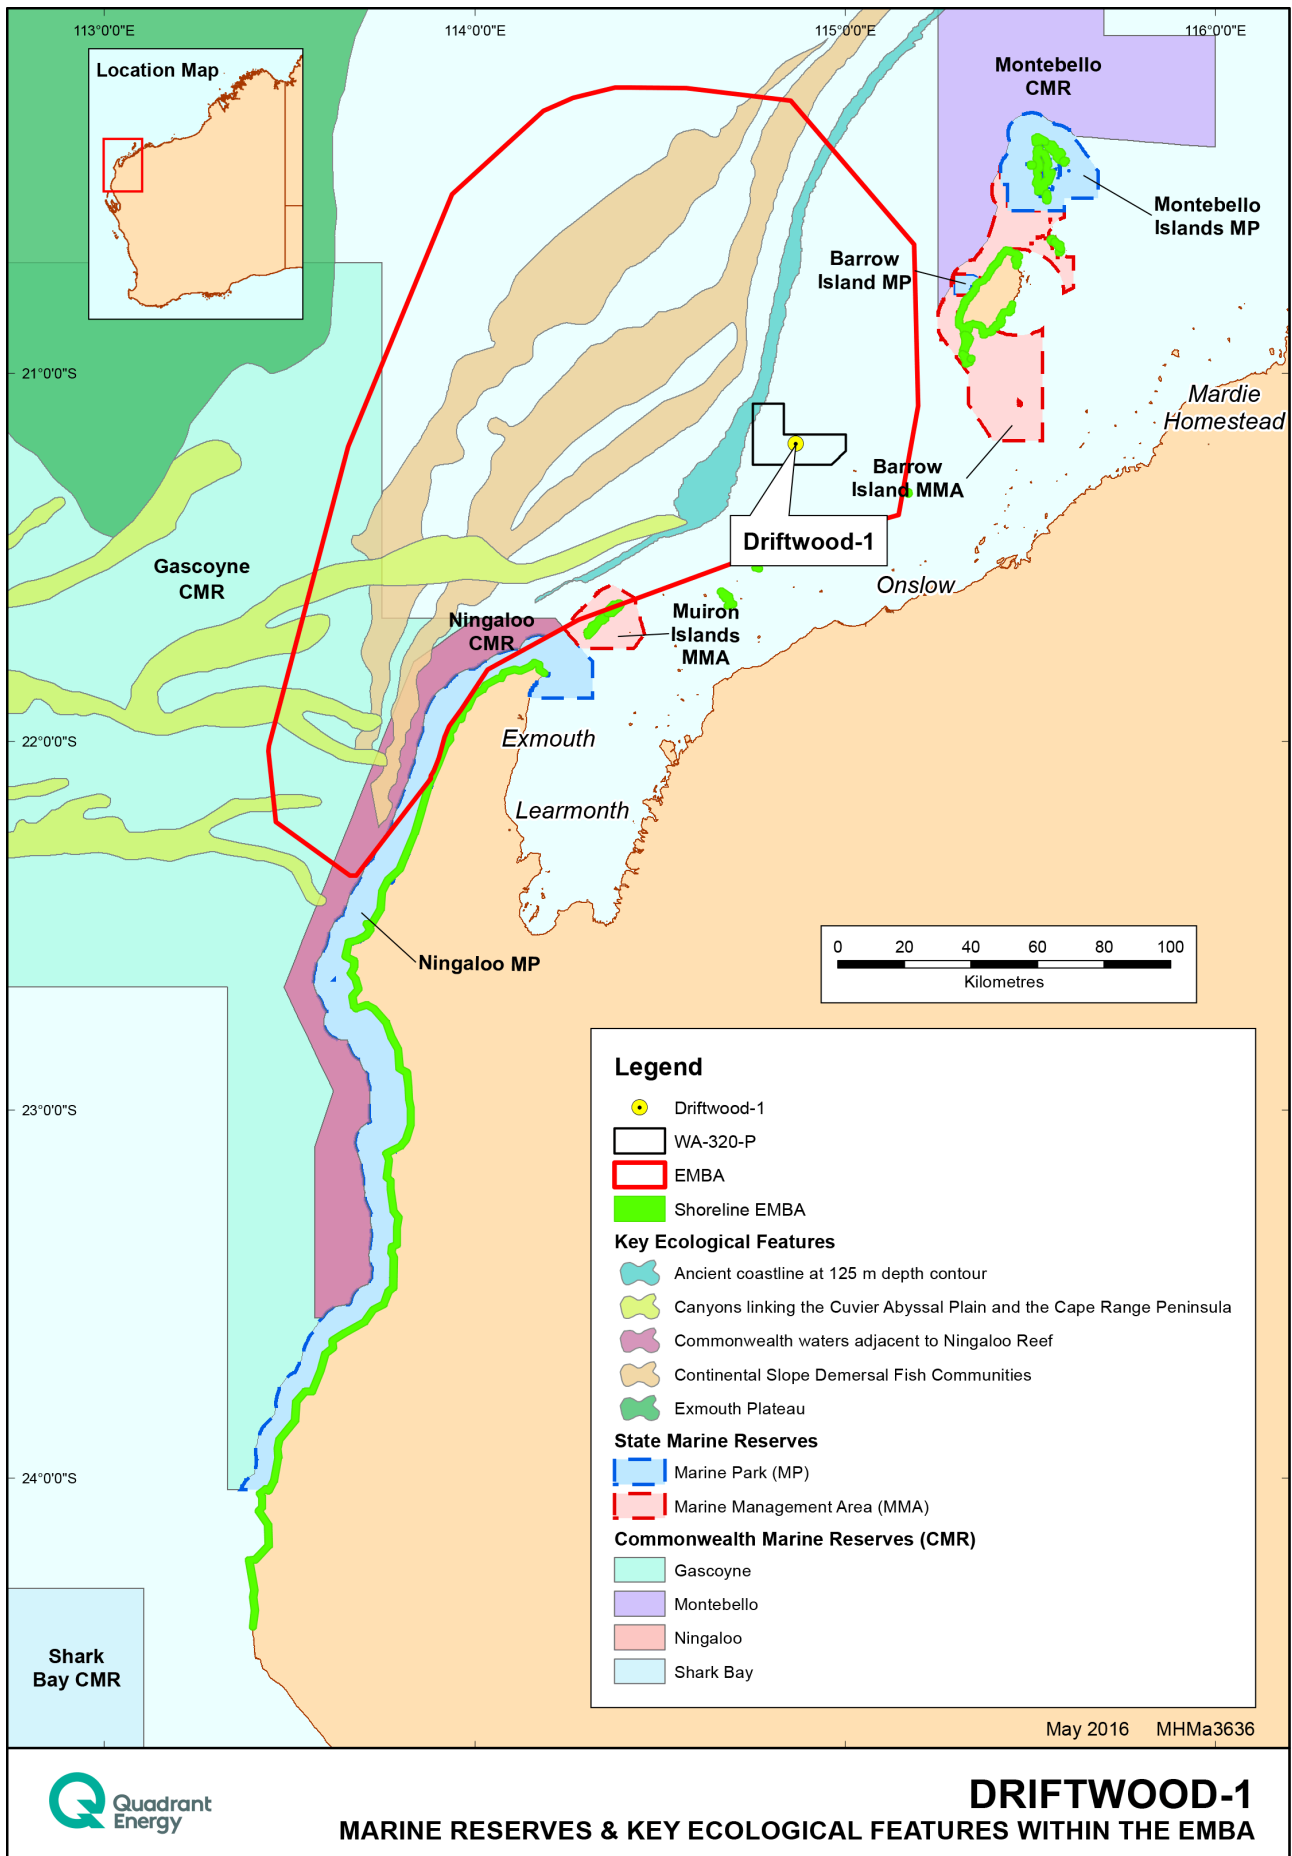 113°0'0"E
114°0'0"E
115°0'0"E
116°0'0"E
Location Map
Montebello
CMR
Montebello
Islands MP
Barrow
Island MP
21°0'0"S
Mardie
Homestead
Barrow
Island MMA
Driftwood-1
Gascoyne
CMR
Onslow
Ningaloo
CMR
Muiron
Islands
MMA
22°0'0"S
Exmouth
Learmonth
Ningaloo MP
0 20 40 60 80 100
Kilometres
23°0'0"S
24°0'0"S
Shark
Bay CMR
Legend
Driftwood-1
WA-320-P
EMBA
Shoreline EMBA
Key Ecological Features
Ancient coastline at 125 m depth contour
Canyons linking the Cuvier Abyssal Plain and the Cape Range Peninsula
Commonwealth waters adjacent to Ningaloo Reef
Continental Slope Demersal Fish Communities
Exmouth Plateau
State Marine Reserves
Marine Park (MP)
Marine Management Area (MMA)
Commonwealth Marine Reserves (CMR)
Gascoyne
Montebello
Ningaloo
Shark Bay
May 2016 MHMa3636
Quadrant
Energy
DRIFTWOOD-1
MARINE RESERVES & KEY ECOLOGICAL FEATURES WITHIN THE EMBA